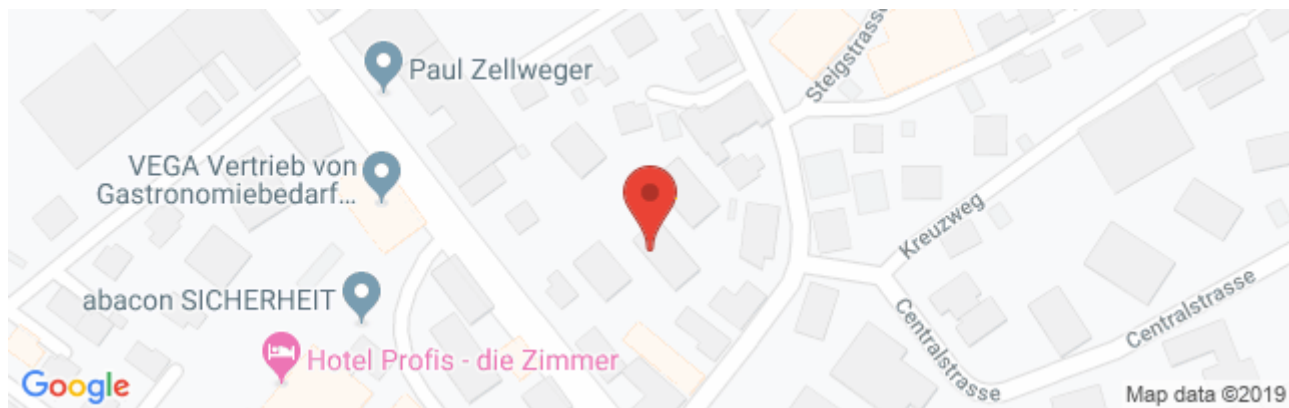 Paul Zellweger
Steigstrasse
VEGA Vertrieb von
Gastronomiebedarf...
Kreuzweg
abacon SICHERHEIT
Centralstrasse
Centralstrasse
Hotel Profis - die Zimmer
Google
Map data ©2019